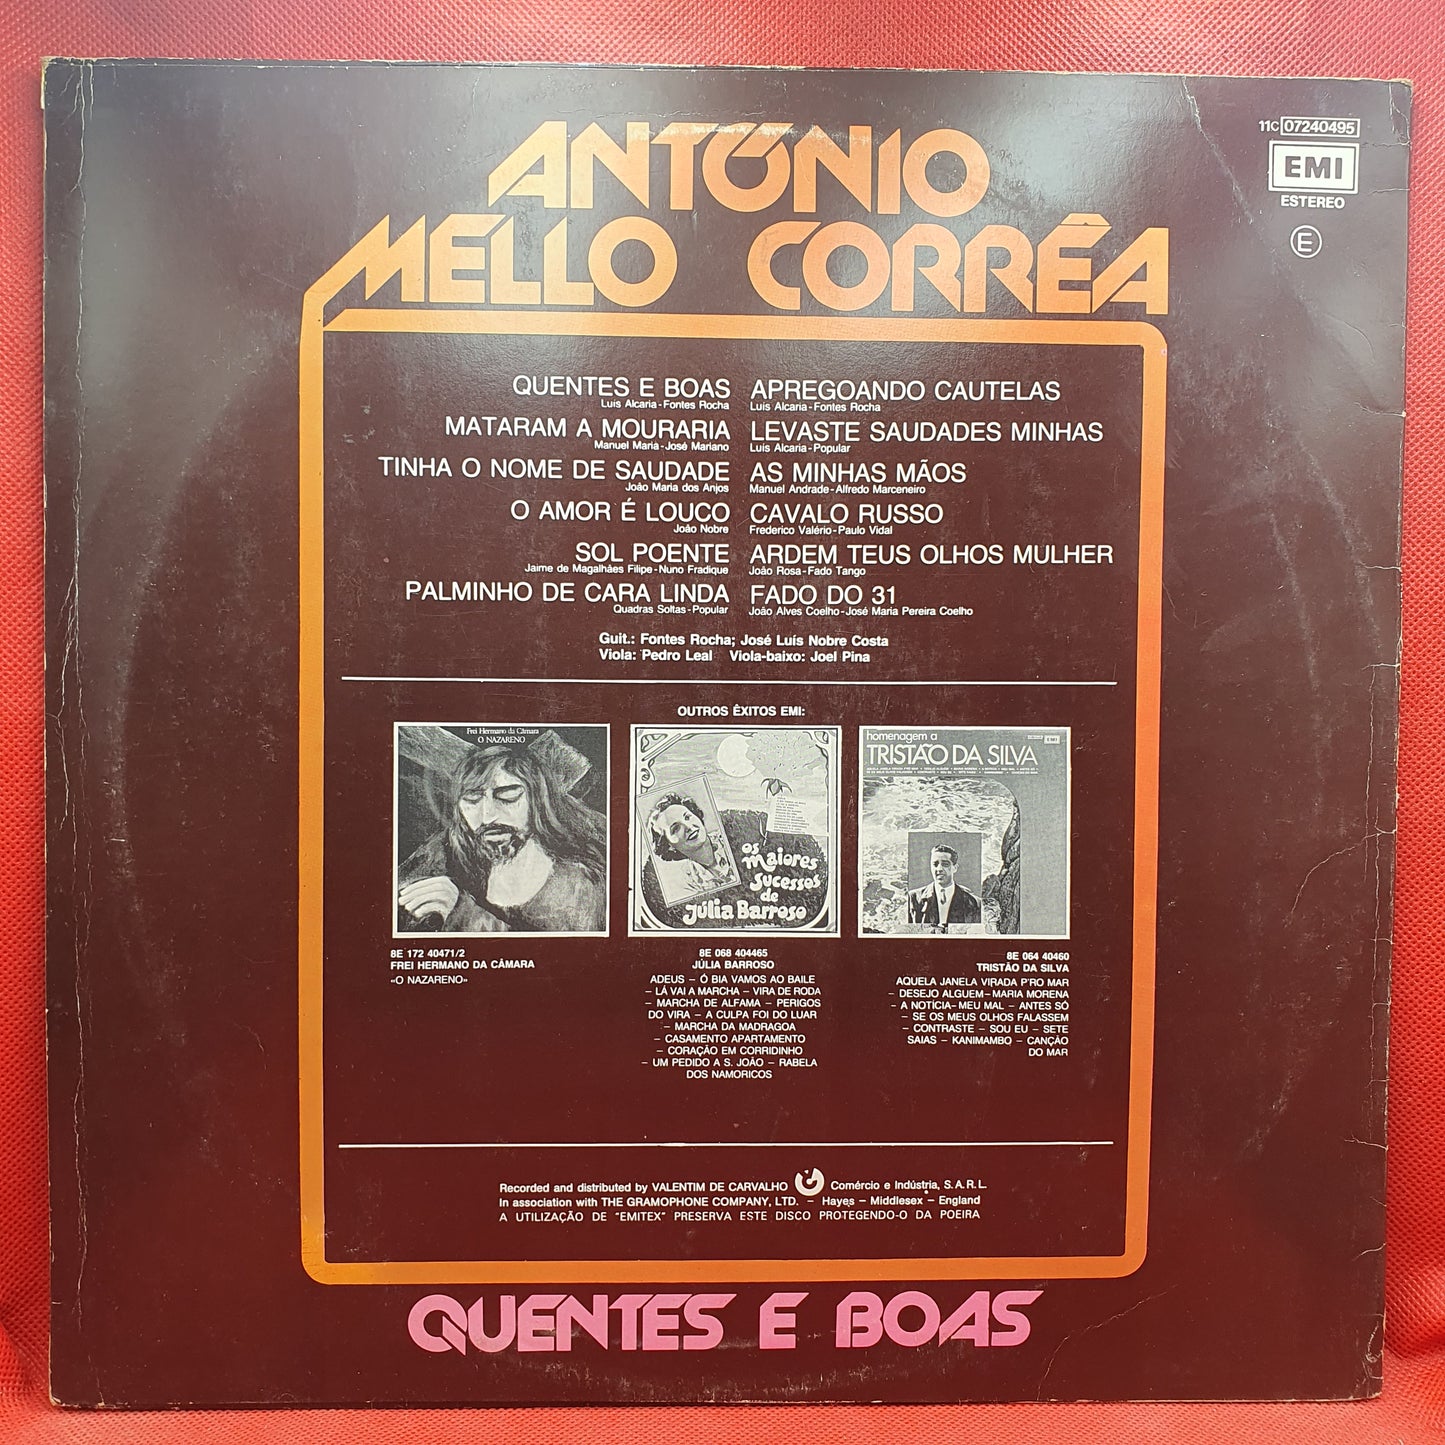 11C 07240495
EMI
ESTEREO
E
ANTÓNIO
MELLO CORRÊA
QUENTES E BOAS
Luís Alcaria-Fontes Rocha
MATARAM A MOURARIA
Manuel Maria-José Mariano
TINHA O NOME DE SAUDADE
João Maria dos Anjos
O AMOR É LOUCO
João Nobre
SOL POENTE
Jaime de Magalhães Filipe-Nuno Fradique
PALMINHO DE CARA LINDA
Quadras Soltas-Popular
APREGOANDO CAUTELAS
Luís Alcaria-Fontes Rocha
LEVASTE SAUDADES MINHAS
Luís Alcaria-Popular
AS MINHAS MÃOS
Manuel Andrade-Alfredo Marceneiro
CAVALO RUSSO
Frederico Valério-Paulo Vidal
ARDEM TEUS OLHOS MULHER
João Rosa-Fado Tango
FADO DO 31
João Alves Coelho-José Maria Pereira Coelho
Guit.: Fontes Rocha; José Luís Nobre Costa
Viola: Pedro Leal Viola-baixo: Joel Pina
OUTROS ÊXITOS EMI:
Frei Hermano da Câmara
O NAZARENO
8E 172 40471/2
FREI HERMANO DA CÂMARA
«O NAZARENO»
os
maiores
sucessos
de
Júlia Barroso
8E 068 404465
JÚLIA BARROSO
ADEUS – Ó BIA VAMOS AO BAILE
– LÁ VAI A MARCHA – VIRA DE RODA
– MARCHA DE ALFAMA – PERIGOS
DO VIRA – A CULPA FOI DO LUAR
– MARCHA DA MADRAGOA
– CASAMENTO APARTAMENTO
– CORAÇÃO EM CORRIDINHO
– UM PEDIDO A S. JOÃO – RABELA
DOS NAMORICOS
homenagem a
EMI
TRISTÃO DA SILVA
8E 064 40460
TRISTÃO DA SILVA
AQUELA JANELA VIRADA P'RO MAR
– DESEJO ALGUEM – MARIA MORENA
– A NOTÍCIA – MEU MAL – ANTES SÓ
– SE OS MEUS OLHOS FALASSEM
– CONTRASTE – SOU EU – SETE
SAIAS – KANIMAMBO – CANÇÃO
DO MAR
Recorded and distributed by VALENTIM DE CARVALHO Comércio e Indústria, S.A.R.L.
In association with THE GRAMOPHONE COMPANY, LTD. – Hayes – Middlesex – England
A UTILIZAÇÃO DE "EMITEX" PRESERVA ESTE DISCO PROTEGENDO-O DA POEIRA
QUENTES E BOAS